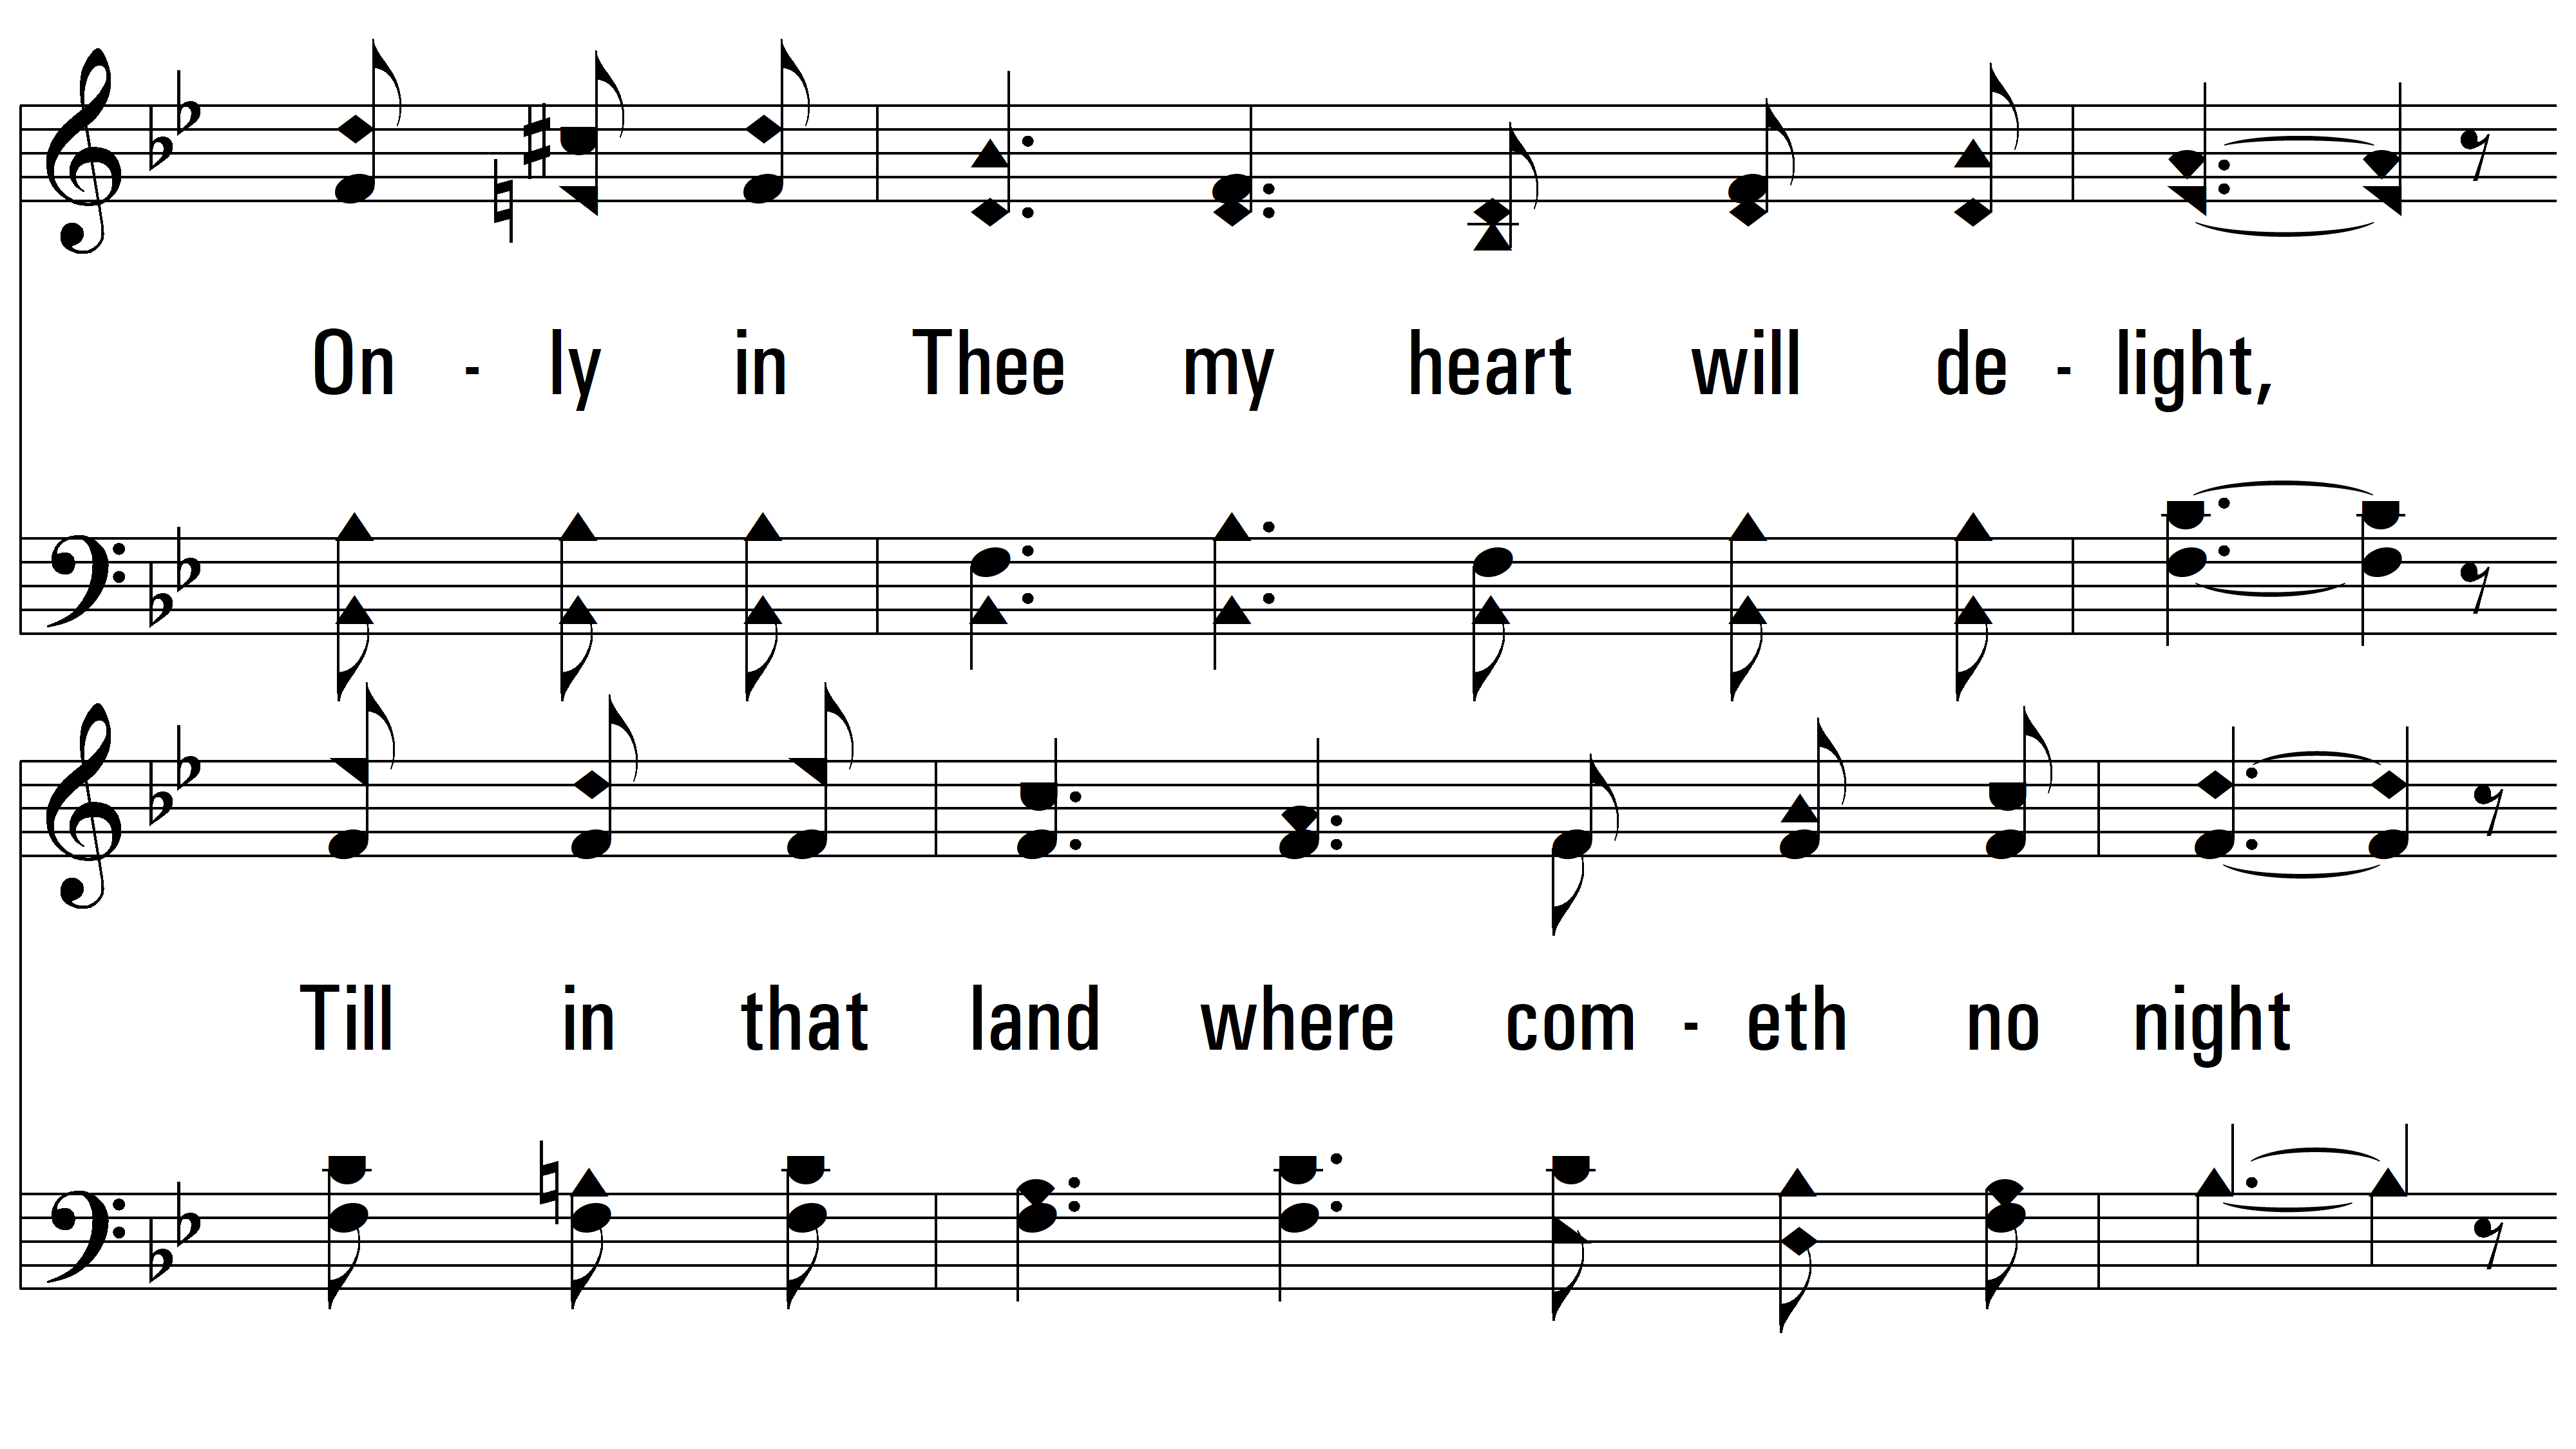 On - ly in Thee my heart will de - light,
Till in that land where com - eth no night